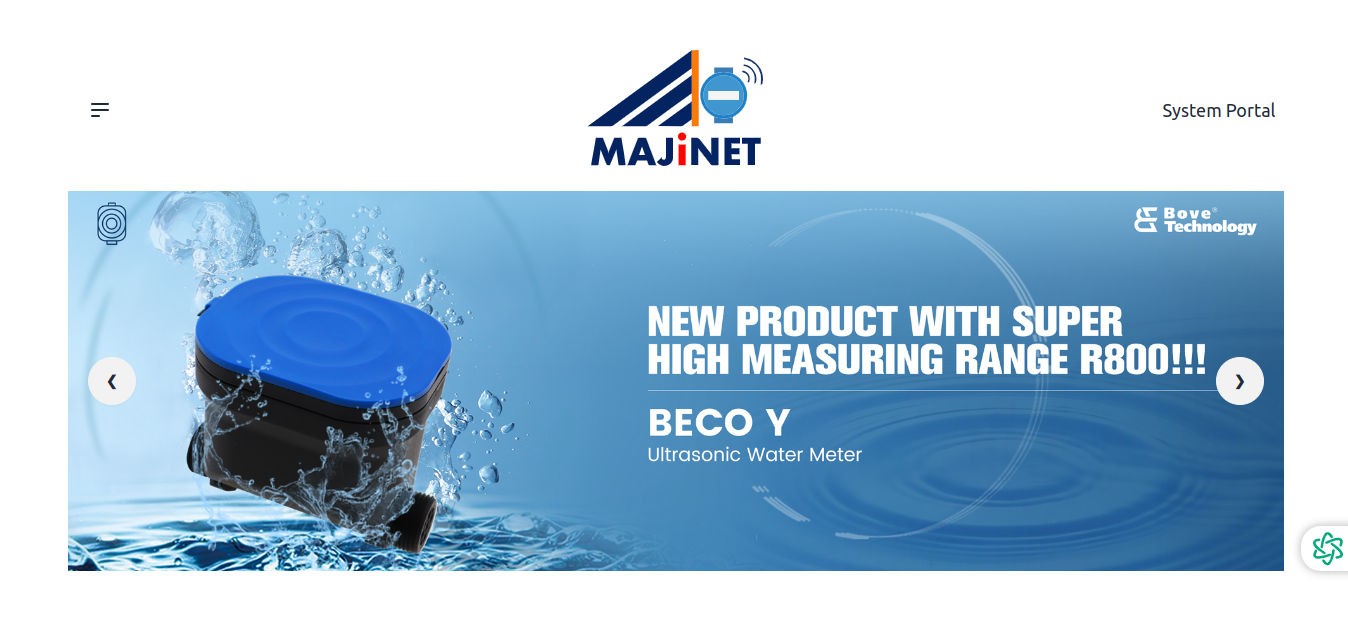 MAJiNET
System Portal
Bove®
Technology
NEW PRODUCT WITH SUPER
HIGH MEASURING RANGE R800!!!
BECO Y
Ultrasonic Water Meter